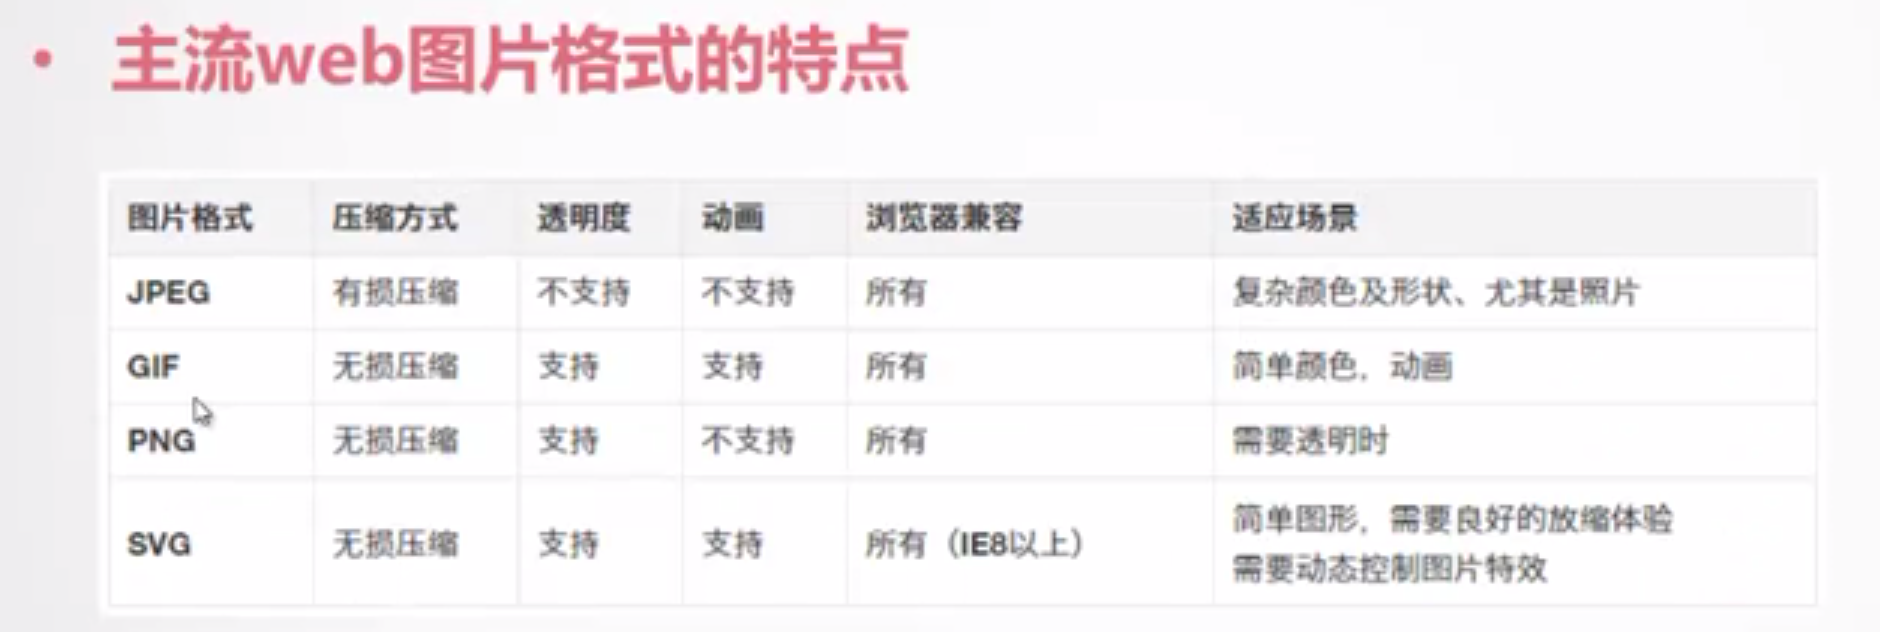 • 主流web图片格式的特点
图片格式 压缩方式 透明度 动画 浏览器兼容 适应场景
JPEG 有损压缩 不支持 不支持 所有 复杂颜色及形状、尤其是照片
GIF 无损压缩 支持 支持 所有 简单颜色，动画
PNG 无损压缩 支持 不支持 所有 需要透明时
SVG 无损压缩 支持 支持 所有（IE8以上） 简单图形，需要良好的放缩体验
需要动态控制图片特效